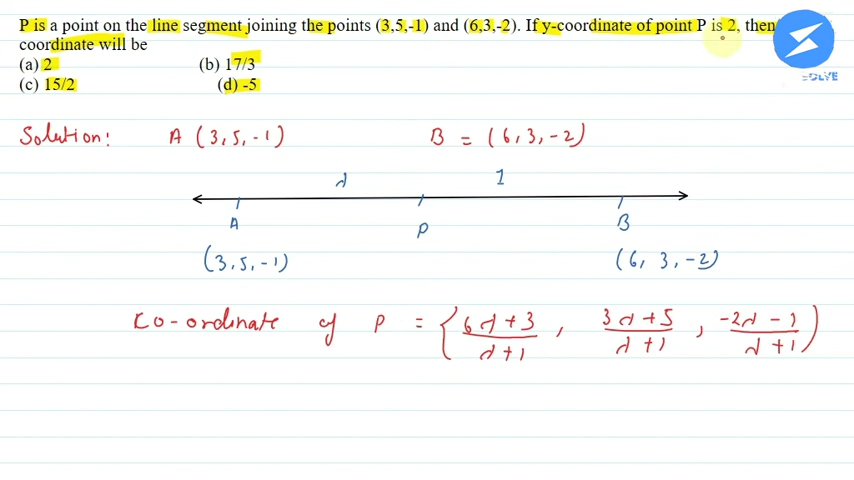 P is a point on the line segment joining the points (3,5,-1) and (6,3,-2). If y-coordinate of point P is 2, then
coordinate will be
(a) 2 (b) 17/3
(c) 15/2 (d) -5
SOLVE
Solution: A (3,5,-1) B = (6,3,-2)
λ 1
A P B
(3,5,-1) (6, 3, -2)
Co-ordinate of P = { (6λ+3)/(λ+1) , (3λ+5)/(λ+1) , (-2λ-1)/(λ+1) )